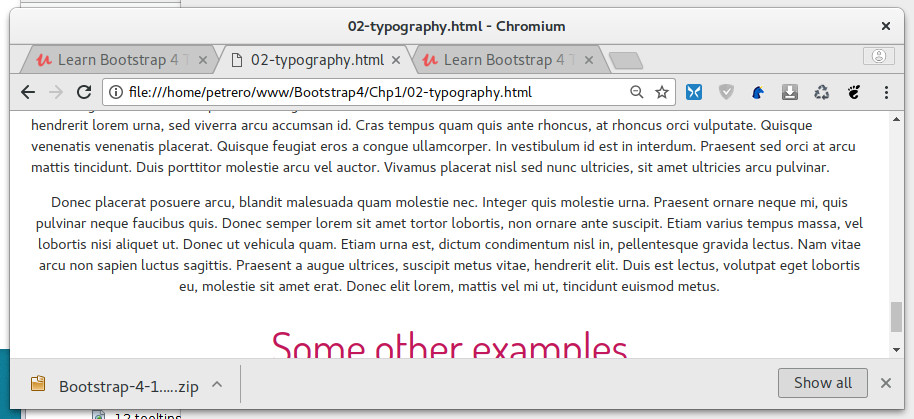 02-typography.html - Chromium
Learn Bootstrap 4 T
02-typography.html
Learn Bootstrap 4 T
file:///home/petrero/www/Bootstrap4/Chp1/02-typography.html
hendrerit lorem urna, sed viverra arcu accumsan id. Cras tempus quam quis ante rhoncus, at rhoncus orci vulputate. Quisque
venenatis venenatis placerat. Quisque feugiat eros a congue ullamcorper. In vestibulum id est in interdum. Praesent sed orci at arcu
mattis tincidunt. Duis porttitor molestie arcu vel auctor. Vivamus placerat nisl sed nunc ultricies, sit amet ultricies arcu pulvinar.
Donec placerat posuere arcu, blandit malesuada quam molestie nec. Integer quis molestie urna. Praesent ornare neque mi, quis
pulvinar neque faucibus quis. Donec semper lorem sit amet tortor lobortis, non ornare ante suscipit. Etiam varius tempus massa, vel
lobortis nisi aliquet ut. Donec ut vehicula quam. Etiam urna est, dictum condimentum nisl in, pellentesque gravida lectus. Nam vitae
arcu non sapien luctus sagittis. Praesent a augue ultrices, suscipit metus vitae, hendrerit elit. Duis est lectus, volutpat eget lobortis
eu, molestie sit amet erat. Donec elit lorem, mattis vel mi ut, tincidunt euismod metus.
Some other examples
Bootstrap-4-1.....zip
Show all
12 tooltips